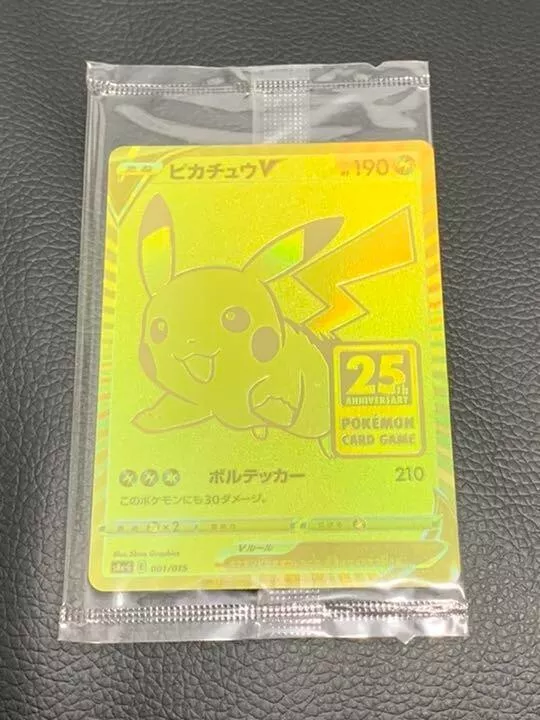 ピカチュウV
190
25th
ANNIVERSARY
POKÉMON
CARD GAME
ボルテッカー 210
このポケモンにも30ダメージ。
×2
Vルール
001/015